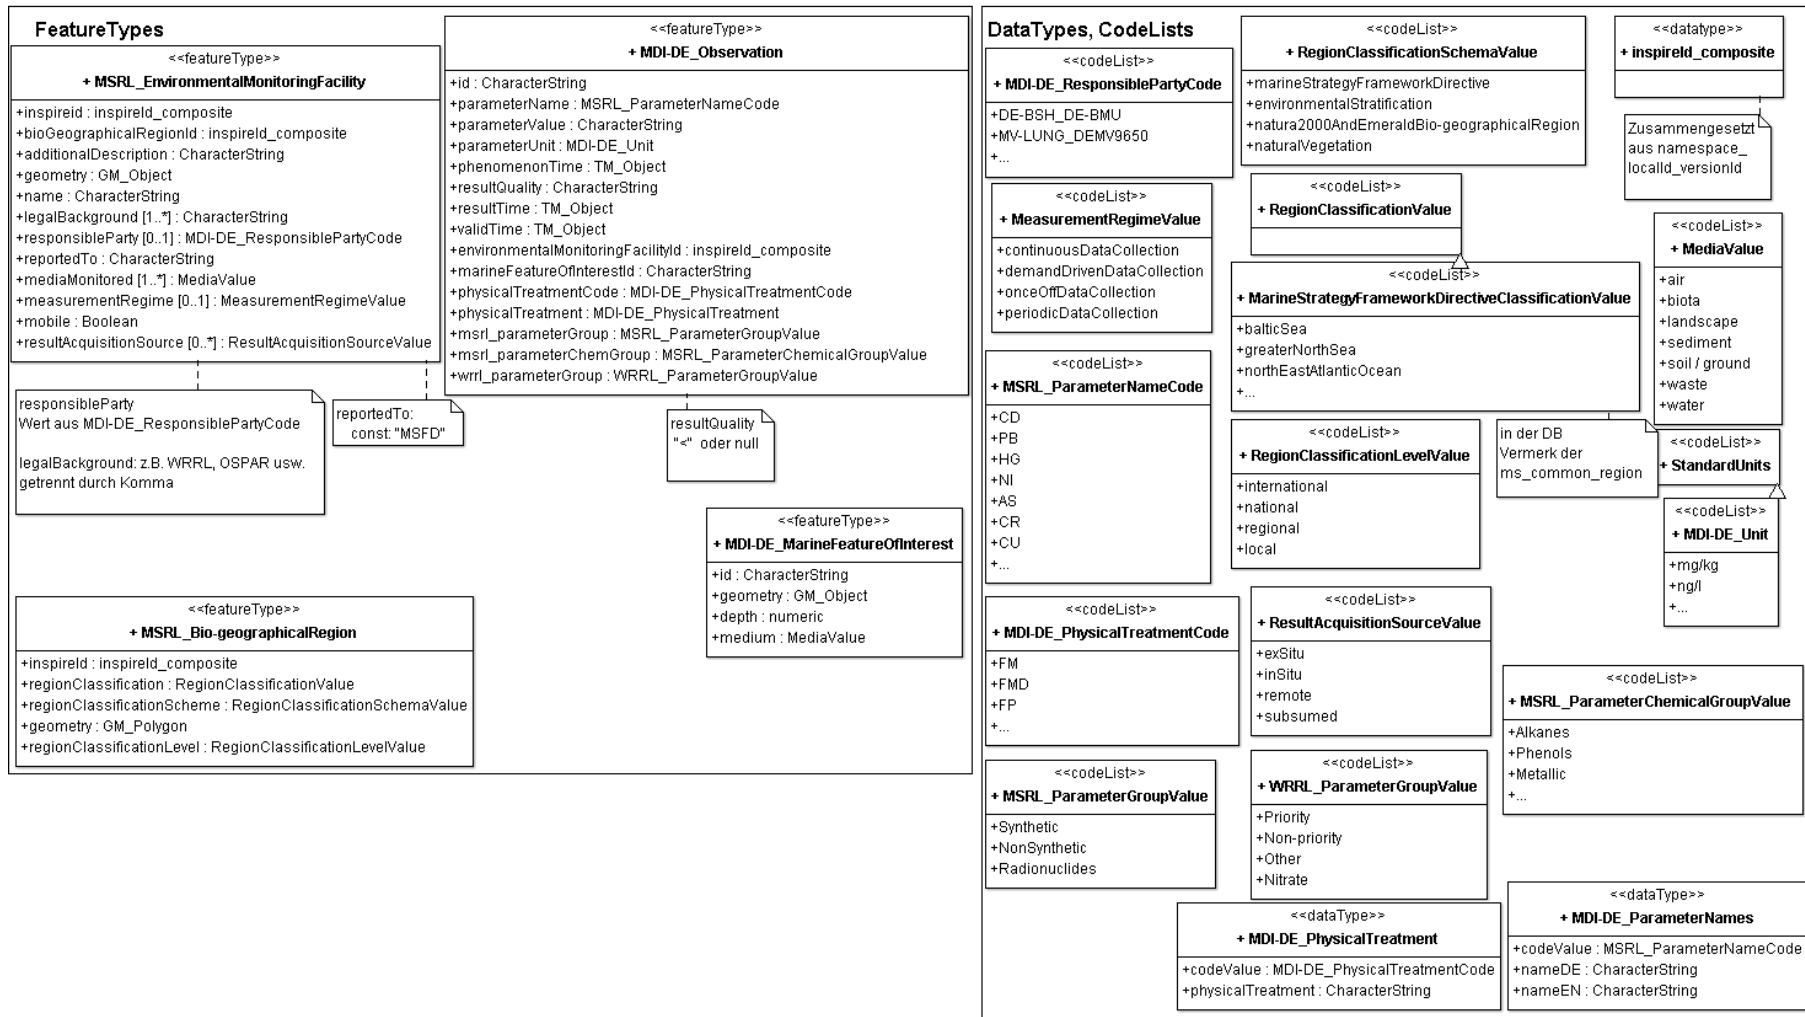 FeatureTypes
<<featureType>>
+ MSRL_EnvironmentalMonitoringFacility
+inspireid : inspireId_composite
+bioGeographicalRegionId : inspireId_composite
+additionalDescription : CharacterString
+geometry : GM_Object
+name : CharacterString
+legalBackground [1..*] : CharacterString
+responsibleParty [0..1] : MDI-DE_ResponsiblePartyCode
+reportedTo : CharacterString
+mediaMonitored [1..*] : MediaValue
+measurementRegime [0..1] : MeasurementRegimeValue
+mobile : Boolean
+resultAcquisitionSource [0..*] : ResultAcquisitionSourceValue
responsibleParty
Wert aus MDI-DE_ResponsiblePartyCode
legalBackground: z.B. WRRL, OSPAR usw.
getrennt durch Komma
reportedTo:
const: "MSFD"
<<featureType>>
+ MDI-DE_Observation
+id : CharacterString
+parameterName : MSRL_ParameterNameCode
+parameterValue : CharacterString
+parameterUnit : MDI-DE_Unit
+phenomenonTime : TM_Object
+resultQuality : CharacterString
+resultTime : TM_Object
+validTime : TM_Object
+environmentalMonitoringFacilityId : inspireId_composite
+marineFeatureOfInterestId : CharacterString
+physicalTreatmentCode : MDI-DE_PhysicalTreatmentCode
+physicalTreatment : MDI-DE_PhysicalTreatment
+msrl_parameterGroup : MSRL_ParameterGroupValue
+msrl_parameterChemGroup : MSRL_ParameterChemicalGroupValue
+wrrl_parameterGroup : WRRL_ParameterGroupValue
resultQuality
"<" oder null
<<featureType>>
+ MDI-DE_MarineFeatureOfInterest
+id : CharacterString
+geometry : GM_Object
+depth : numeric
+medium : MediaValue
<<featureType>>
+ MSRL_Bio-geographicalRegion
+inspireId : inspireId_composite
+regionClassification : RegionClassificationValue
+regionClassificationScheme : RegionClassificationSchemaValue
+geometry : GM_Polygon
+regionClassificationLevel : RegionClassificationLevelValue
DataTypes, CodeLists
<<codeList>>
+ MDI-DE_ResponsiblePartyCode
+DE-BSH_DE-BMU
+MV-LUNG_DEMV9650
+...
<<codeList>>
+ MeasurementRegimeValue
+continuousDataCollection
+demandDrivenDataCollection
+onceOffDataCollection
+periodicDataCollection
<<codeList>>
+ MSRL_ParameterNameCode
+CD
+PB
+HG
+NI
+AS
+CR
+CU
+...
<<codeList>>
+ MDI-DE_PhysicalTreatmentCode
+FM
+FMD
+FP
+...
<<codeList>>
+ MSRL_ParameterGroupValue
+Synthetic
+NonSynthetic
+Radionuclides
<<codeList>>
+ RegionClassificationSchemaValue
+marineStrategyFrameworkDirective
+environmentalStratification
+natura2000AndEmeraldBio-geographicalRegion
+naturalVegetation
<<codeList>>
+ RegionClassificationValue
<<codeList>>
+ MarineStrategyFrameworkDirectiveClassificationValue
+balticSea
+greaterNorthSea
+northEastAtlanticOcean
+...
in der DB
Vermerk der
ms_common_region
<<codeList>>
+ RegionClassificationLevelValue
+international
+national
+regional
+local
<<codeList>>
+ ResultAcquisitionSourceValue
+exSitu
+inSitu
+remote
+subsumed
<<codeList>>
+ WRRL_ParameterGroupValue
+Priority
+Non-priority
+Other
+Nitrate
<<dataType>>
+ MDI-DE_PhysicalTreatment
+codeValue : MDI-DE_PhysicalTreatmentCode
+physicalTreatment : CharacterString
<<datatype>>
+ inspireId_composite
Zusammengesetzt
aus namespace_
localId_versionId
<<codeList>>
+ MediaValue
+air
+biota
+landscape
+sediment
+soil / ground
+waste
+water
<<codeList>>
+ StandardUnits
<<codeList>>
+ MDI-DE_Unit
+mg/kg
+ng/l
+...
<<codeList>>
+ MSRL_ParameterChemicalGroupValue
+Alkanes
+Phenols
+Metallic
+...
<<dataType>>
+ MDI-DE_ParameterNames
+codeValue : MSRL_ParameterNameCode
+nameDE : CharacterString
+nameEN : CharacterString